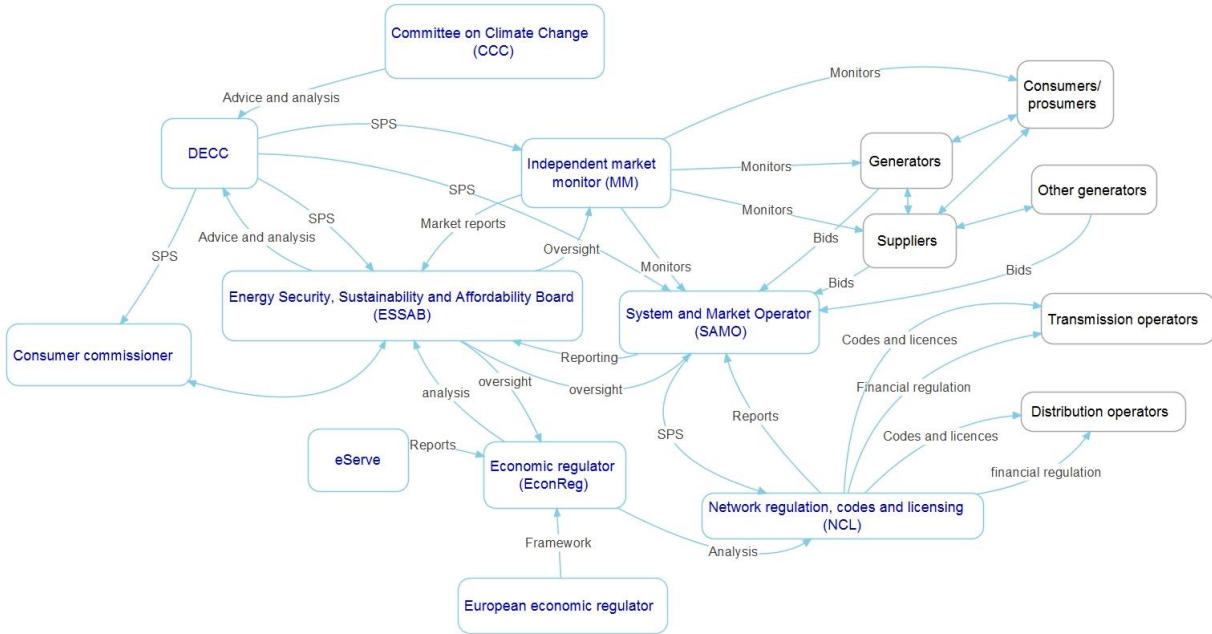 Committee on Climate Change
(CCC)
Monitors
Consumers/
prosumers
Advice and analysis
SPS
DECC
Independent market
monitor (MM)
Monitors
Generators
SPS
Other generators
Monitors
SPS
Market reports
Suppliers
Advice and analysis
Oversight
Bids
SPS
Monitors
Bids
Bids
Energy Security, Sustainability and Affordability Board
(ESSAB)
System and Market Operator
(SAMO)
Transmission operators
Codes and licences
Consumer commissioner
Reporting
oversight
oversight
analysis
Financial regulation
Reports
Distribution operators
SPS
Codes and licences
Reports
eServe
Economic regulator
(EconReg)
financial regulation
Network regulation, codes and licensing
(NCL)
Framework
Analysis
European economic regulator